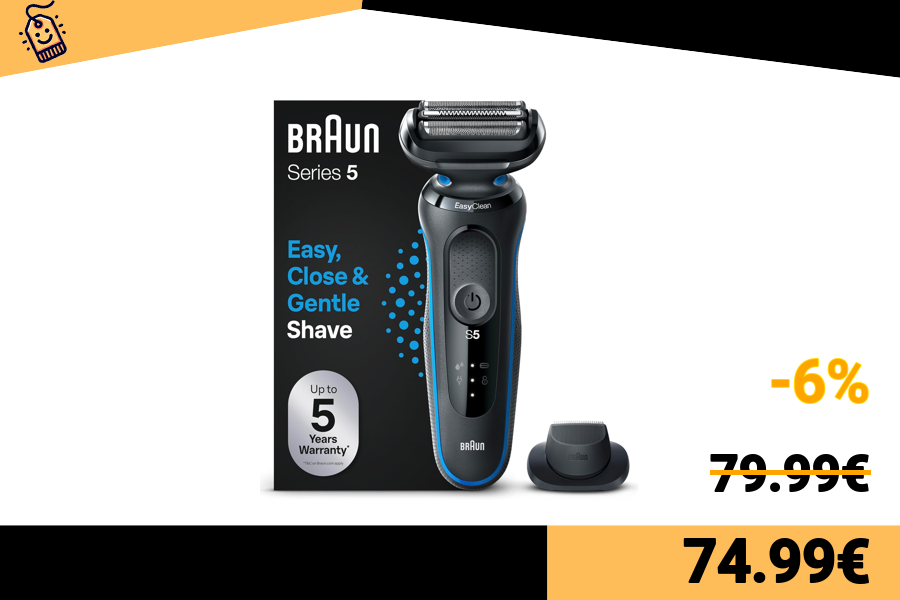 BRAUN
Series 5
EasyClean
Easy,
Close &
Gentle
Shave
S5
Up to
5
Years
Warranty*
BRAUN
BRAUN
-6%
79.99€
74.99€